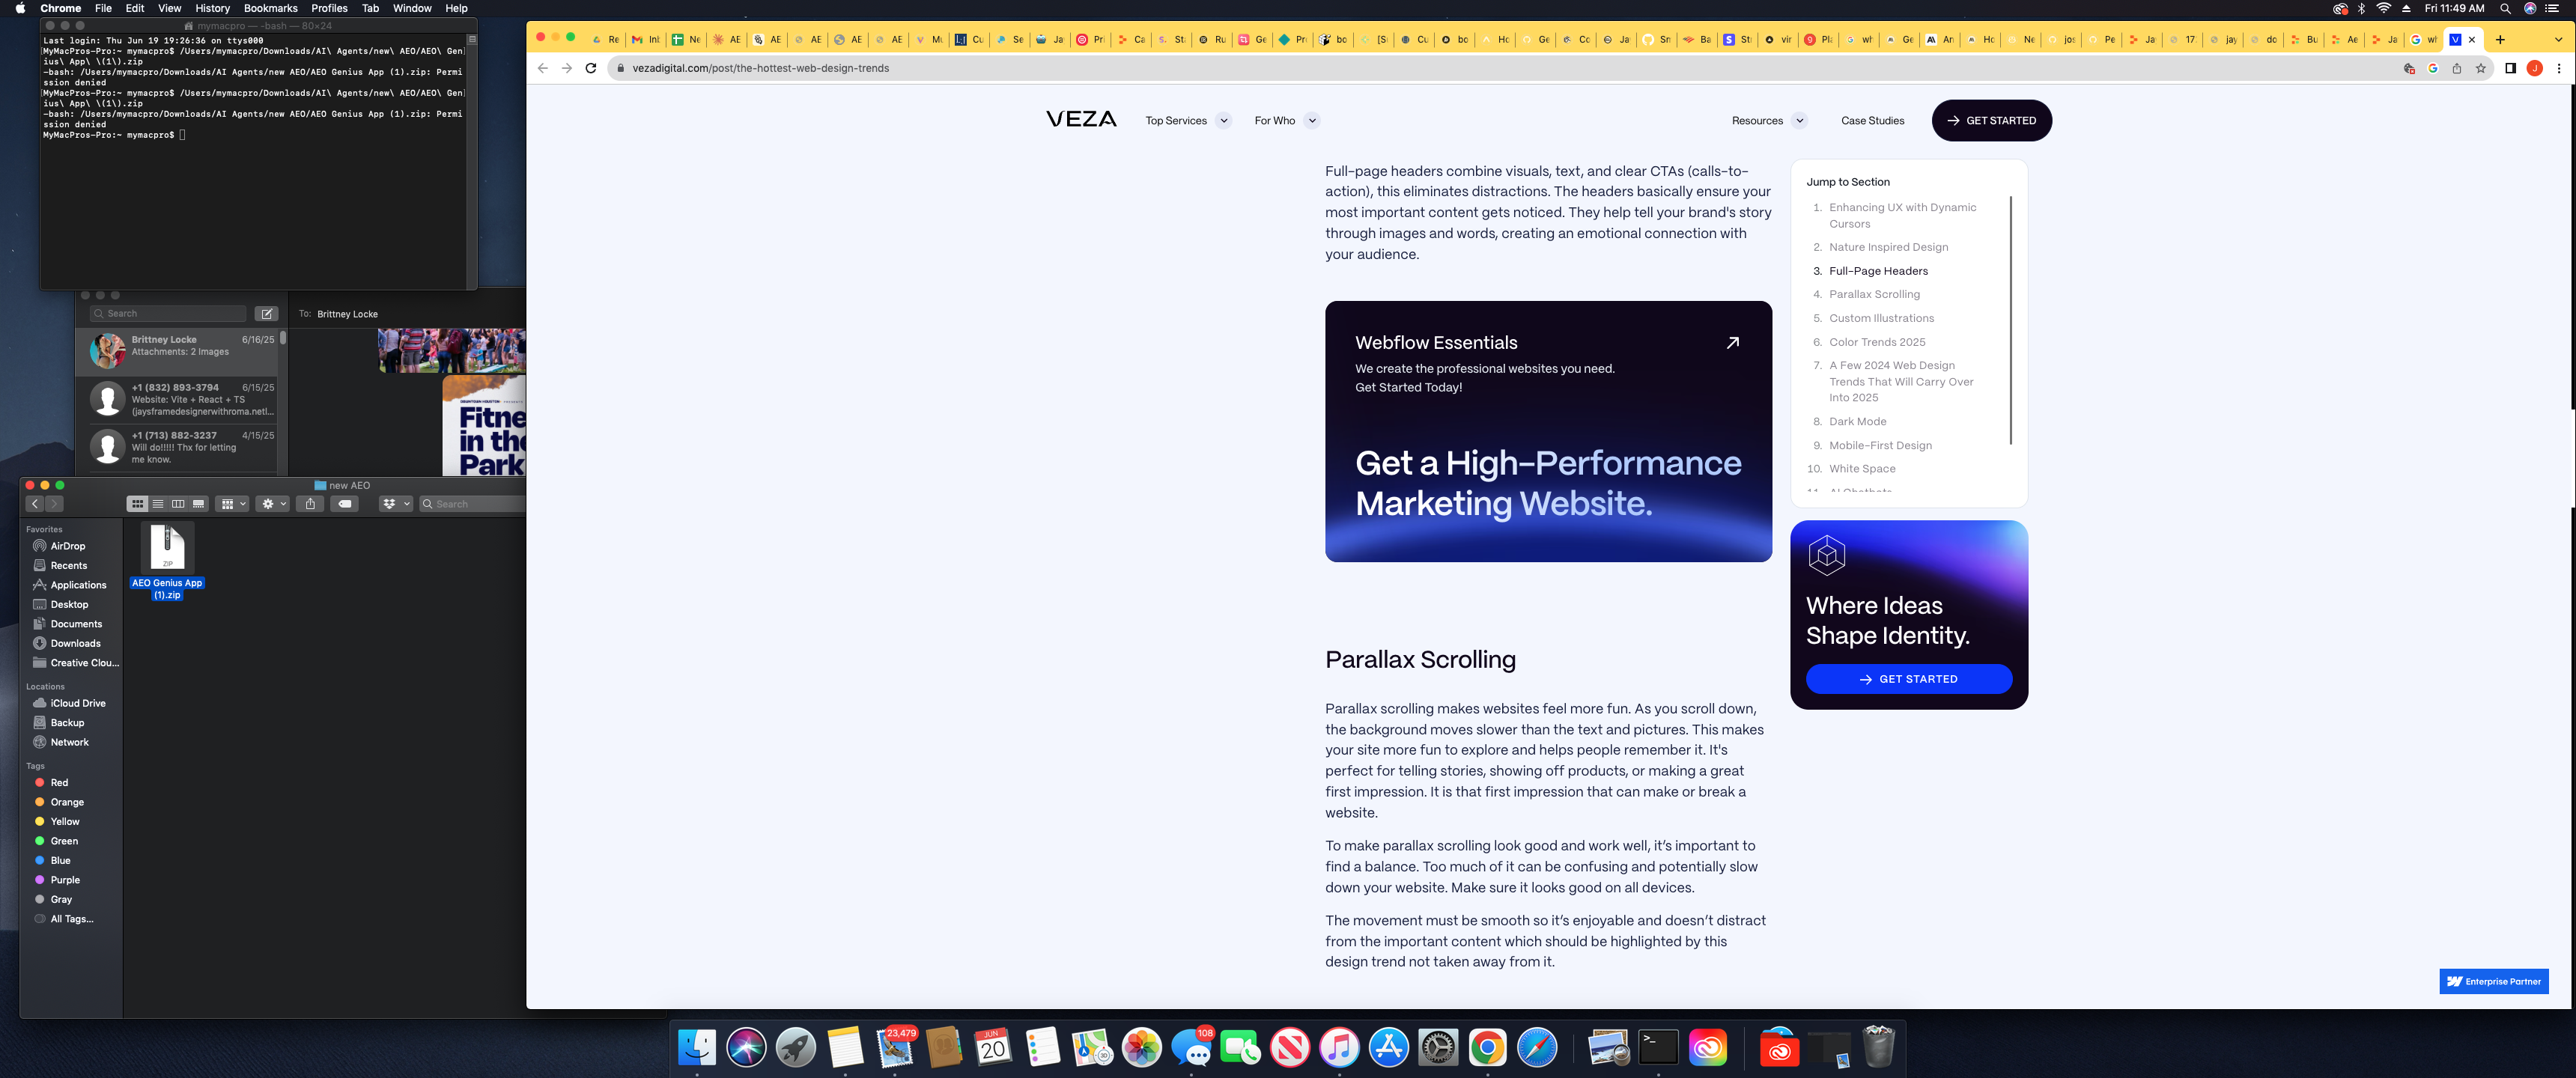 Chrome File Edit View History Bookmarks Profiles Tab Window Help
Fri 11:49 AM
mymacpro — -bash — 80×24
Last login: Thu Jun 19 19:26:36 on ttys000
[MyMacPros-Pro:~ mymacpro$ /Users/mymacpro/Downloads/AI\ Agents/new\ AEO/AEO\ Gen]
ius\ App\ \(1\).zip
-bash: /Users/mymacpro/Downloads/AI Agents/new AEO/AEO Genius App (1).zip: Permi
ssion denied
[MyMacPros-Pro:~ mymacpro$ /Users/mymacpro/Downloads/AI\ Agents/new\ AEO/AEO\ Gen]
ius\ App\ \(1\).zip
-bash: /Users/mymacpro/Downloads/AI Agents/new AEO/AEO Genius App (1).zip: Permi
ssion denied
MyMacPros-Pro:~ mymacpro$
Search
To: Brittney Locke
Brittney Locke 6/16/25
Attachments: 2 Images
+1 (832) 893-3794 6/15/25
Website: Vite + React + TS
(jaysframedesignerwithroma.netl...
+1 (713) 882-3237 4/15/25
Will do!!!!! Thx for letting
me know.
Fitne
in the
Park
new AEO
Search
Favorites
AirDrop
Recents
Applications
Desktop
Documents
Downloads
Creative Clou...
Locations
iCloud Drive
Backup
Network
Tags
Red
Orange
Yellow
Green
Blue
Purple
Gray
All Tags...
ZIP
AEO Genius App
(1).zip
vezadigital.com/post/the-hottest-web-design-trends
J
VEZA
Top Services
For Who
Resources
Case Studies
GET STARTED
Full-page headers combine visuals, text, and clear CTAs (calls-to-
action), this eliminates distractions. The headers basically ensure your
most important content gets noticed. They help tell your brand's story
through images and words, creating an emotional connection with
your audience.
Webflow Essentials
We create the professional websites you need.
Get Started Today!
Get a High-Performance
Marketing Website.
Parallax Scrolling
Parallax scrolling makes websites feel more fun. As you scroll down,
the background moves slower than the text and pictures. This makes
your site more fun to explore and helps people remember it. It's
perfect for telling stories, showing off products, or making a great
first impression. It is that first impression that can make or break a
website.
To make parallax scrolling look good and work well, it’s important to
find a balance. Too much of it can be confusing and potentially slow
down your website. Make sure it looks good on all devices.
The movement must be smooth so it’s enjoyable and doesn’t distract
from the important content which should be highlighted by this
design trend not taken away from it.
Jump to Section
1. Enhancing UX with Dynamic
Cursors
2. Nature Inspired Design
3. Full-Page Headers
4. Parallax Scrolling
5. Custom Illustrations
6. Color Trends 2025
7. A Few 2024 Web Design
Trends That Will Carry Over
Into 2025
8. Dark Mode
9. Mobile-First Design
10. White Space
11. AI Chatbots
Where Ideas
Shape Identity.
GET STARTED
Enterprise Partner
23,479
JUN
20
108